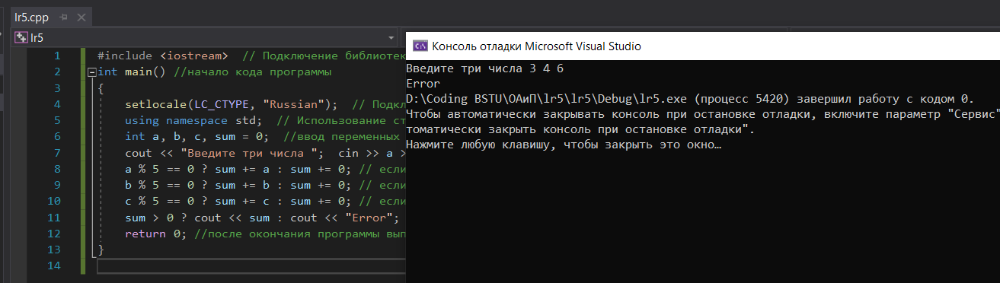 lr5.cpp
lr5
1 #include <iostream> // Подключение библиотек
2 int main() //начало кода программы
3 {
4 setlocale(LC_CTYPE, "Russian"); // Подкл
5 using namespace std; // Использование ст
6 int a, b, c, sum = 0; //ввод переменных
7 cout << "Введите три числа "; cin >> a >
8 a % 5 == 0 ? sum += a : sum += 0; // если
9 b % 5 == 0 ? sum += b : sum += 0; // если
10 c % 5 == 0 ? sum += c : sum += 0; // если
11 sum > 0 ? cout << sum : cout << "Error";
12 return 0; //после окончания программы вып
13 }
14
C:\ Консоль отладки Microsoft Visual Studio
Введите три числа 3 4 6
Error
D:\Coding BSTU\ОАиП\lr5\lr5\Debug\lr5.exe (процесс 5420) завершил работу с кодом 0.
Чтобы автоматически закрывать консоль при остановке отладки, включите параметр "Сервис"
томатически закрыть консоль при остановке отладки".
Нажмите любую клавишу, чтобы закрыть это окно…